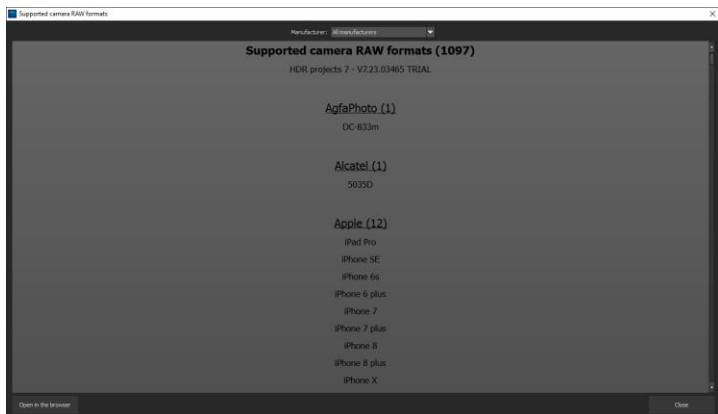 Supported camera RAW formats
Manufacturer: All manufacturers
Supported camera RAW formats (1097)
HDR projects 7 - V7.23.03465 TRIAL
AgfaPhoto (1)
DC-833m
Alcatel (1)
5035D
Apple (12)
iPad Pro
iPhone SE
iPhone 6s
iPhone 6 plus
iPhone 7
iPhone 7 plus
iPhone 8
iPhone 8 plus
iPhone X
Open in the browser
Close